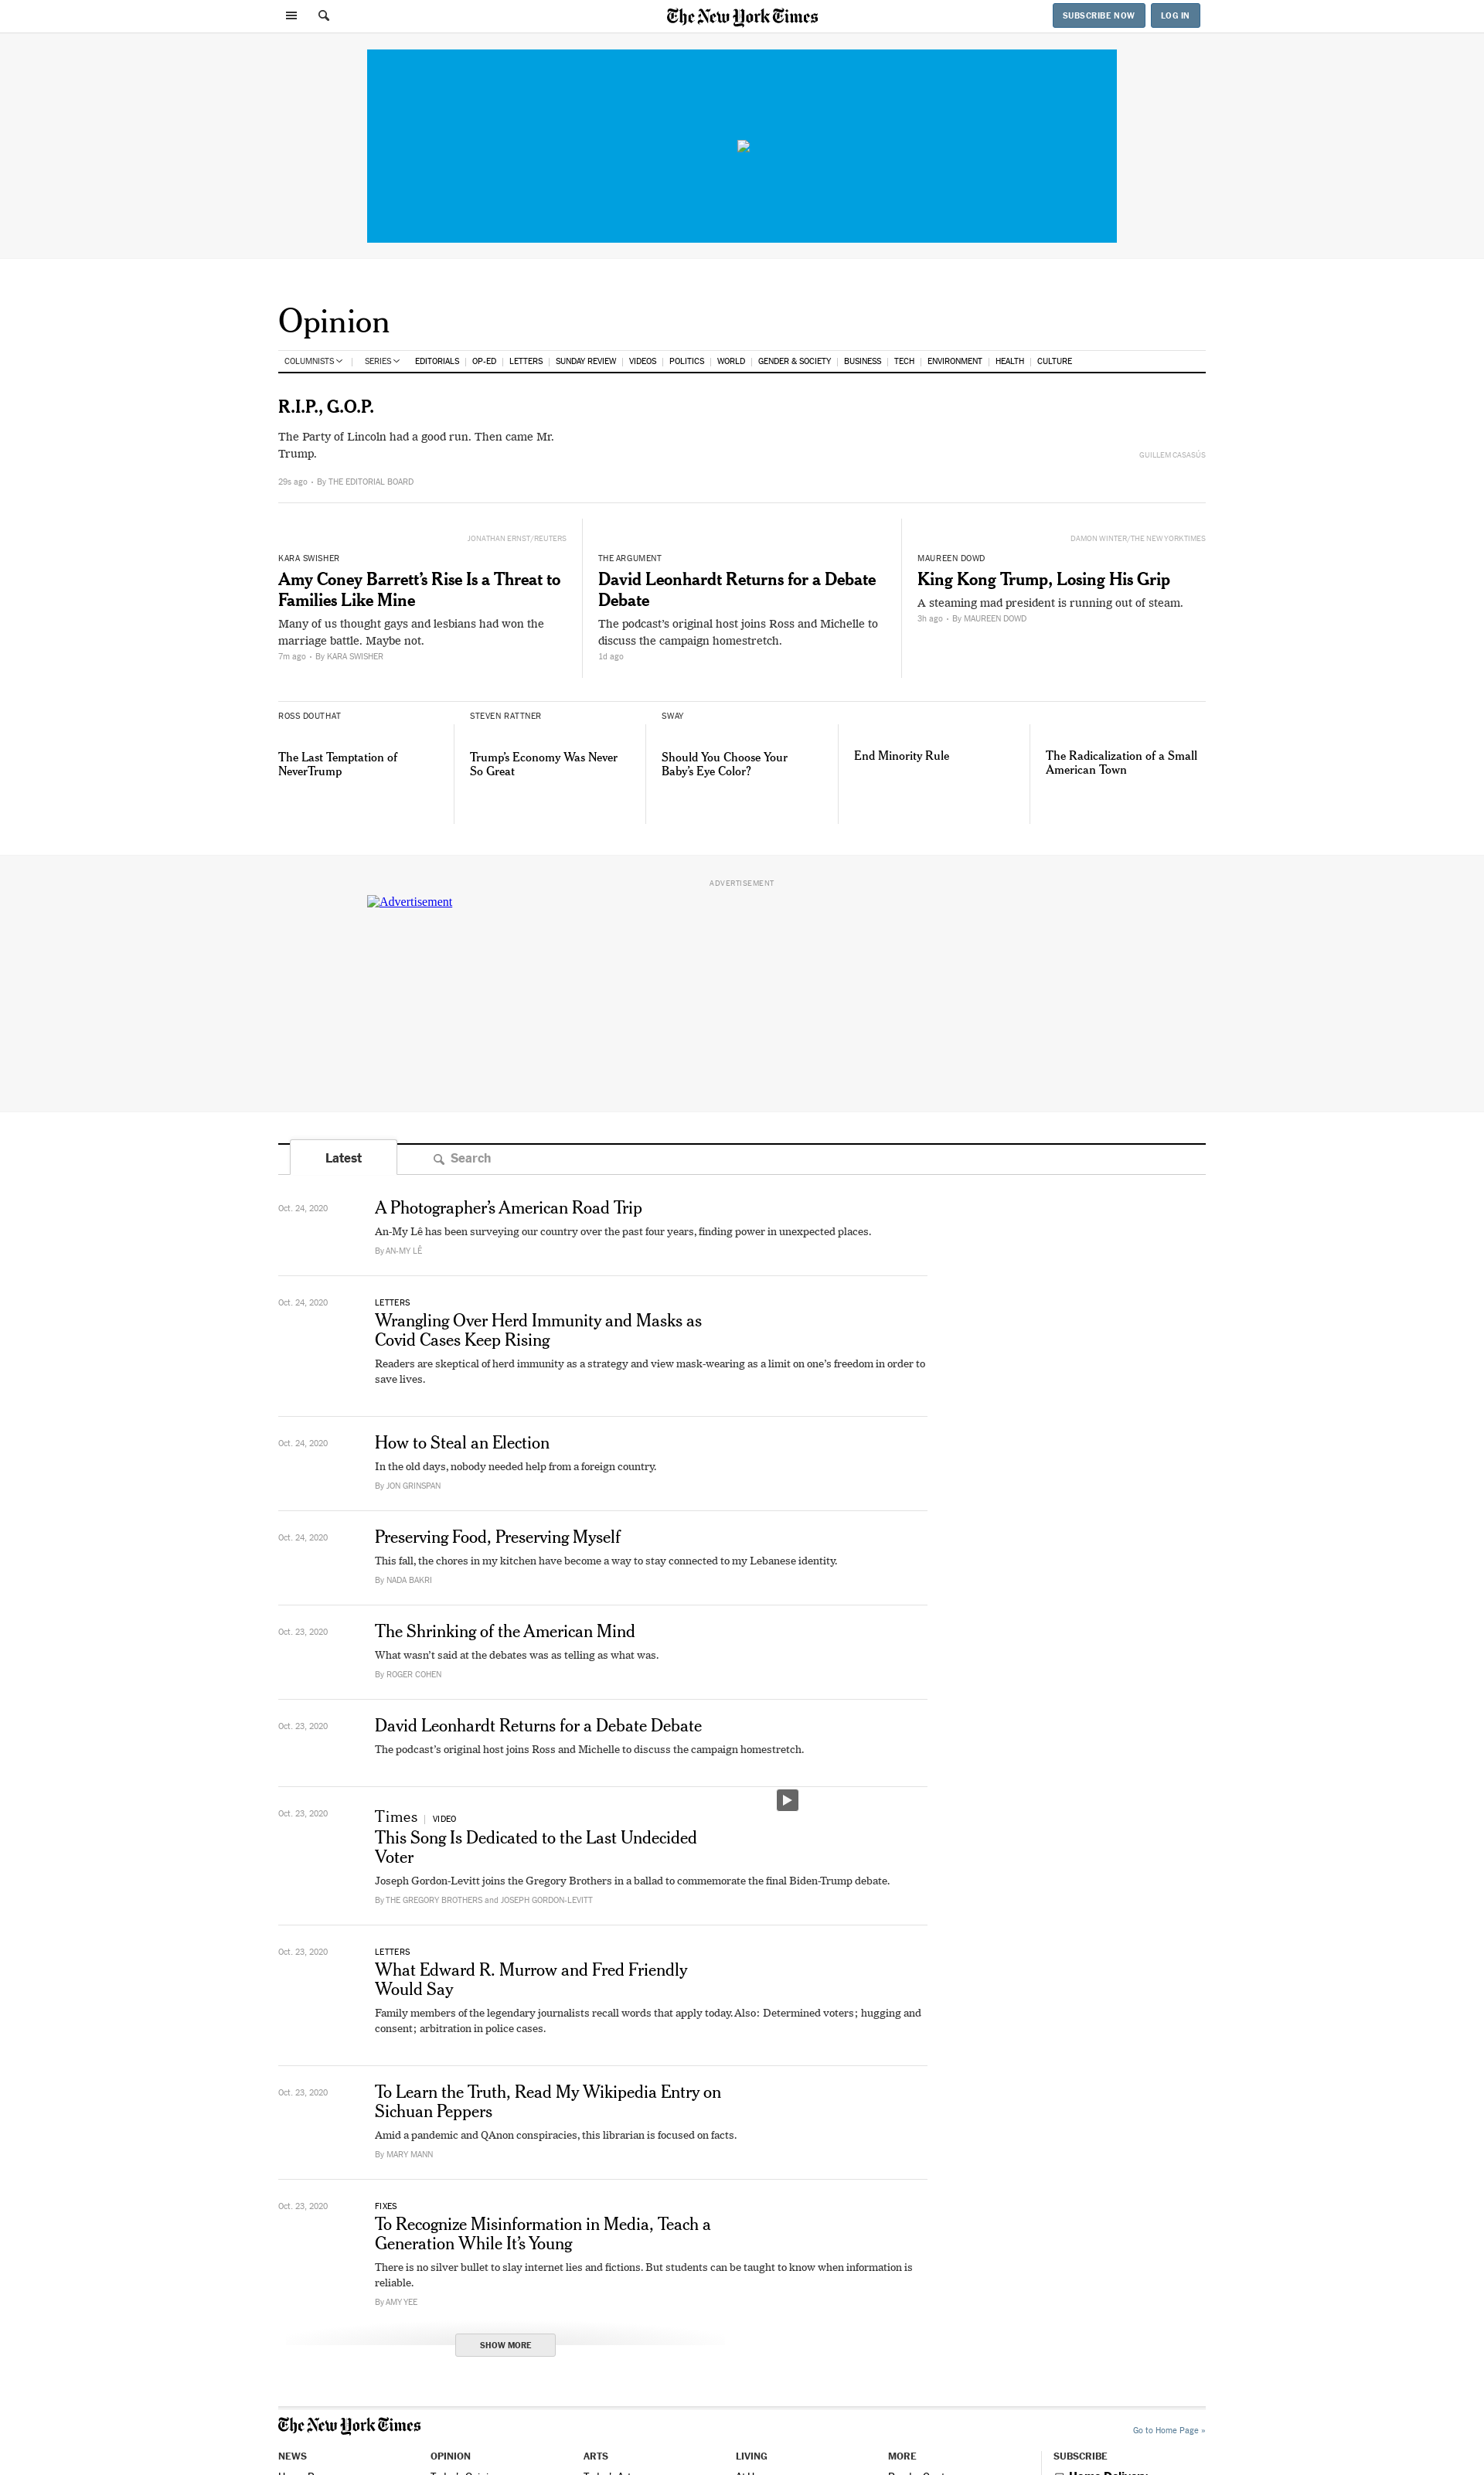 The New York Times
SUBSCRIBE NOW
LOG IN
Opinion
COLUMNISTS
SERIES
EDITORIALS
OP-ED
LETTERS
SUNDAY REVIEW
VIDEOS
POLITICS
WORLD
GENDER & SOCIETY
BUSINESS
TECH
ENVIRONMENT
HEALTH
CULTURE
R.I.P., G.O.P.
The Party of Lincoln had a good run. Then came Mr.
Trump.
GUILLEM CASASÚS
29s ago • By THE EDITORIAL BOARD
JONATHAN ERNST/REUTERS
KARA SWISHER
Amy Coney Barrett’s Rise Is a Threat to
Families Like Mine
Many of us thought gays and lesbians had won the
marriage battle. Maybe not.
7m ago • By KARA SWISHER
THE ARGUMENT
David Leonhardt Returns for a Debate
Debate
The podcast’s original host joins Ross and Michelle to
discuss the campaign homestretch.
1d ago
DAMON WINTER/THE NEW YORK TIMES
MAUREEN DOWD
King Kong Trump, Losing His Grip
A steaming mad president is running out of steam.
3h ago • By MAUREEN DOWD
ROSS DOUTHAT
The Last Temptation of
NeverTrump
STEVEN RATTNER
Trump’s Economy Was Never
So Great
SWAY
Should You Choose Your
Baby’s Eye Color?
End Minority Rule
The Radicalization of a Small
American Town
ADVERTISEMENT
Advertisement
Latest
Search
Oct. 24, 2020
A Photographer’s American Road Trip
An-My Lê has been surveying our country over the past four years, finding power in unexpected places.
By AN-MY LÊ
Oct. 24, 2020
LETTERS
Wrangling Over Herd Immunity and Masks as
Covid Cases Keep Rising
Readers are skeptical of herd immunity as a strategy and view mask-wearing as a limit on one’s freedom in order to
save lives.
Oct. 24, 2020
How to Steal an Election
In the old days, nobody needed help from a foreign country.
By JON GRINSPAN
Oct. 24, 2020
Preserving Food, Preserving Myself
This fall, the chores in my kitchen have become a way to stay connected to my Lebanese identity.
By NADA BAKRI
Oct. 23, 2020
The Shrinking of the American Mind
What wasn’t said at the debates was as telling as what was.
By ROGER COHEN
Oct. 23, 2020
David Leonhardt Returns for a Debate Debate
The podcast’s original host joins Ross and Michelle to discuss the campaign homestretch.
Oct. 23, 2020
Times | VIDEO
This Song Is Dedicated to the Last Undecided
Voter
Joseph Gordon-Levitt joins the Gregory Brothers in a ballad to commemorate the final Biden-Trump debate.
By THE GREGORY BROTHERS and JOSEPH GORDON-LEVITT
Oct. 23, 2020
LETTERS
What Edward R. Murrow and Fred Friendly
Would Say
Family members of the legendary journalists recall words that apply today. Also: Determined voters; hugging and
consent; arbitration in police cases.
Oct. 23, 2020
To Learn the Truth, Read My Wikipedia Entry on
Sichuan Peppers
Amid a pandemic and QAnon conspiracies, this librarian is focused on facts.
By MARY MANN
Oct. 23, 2020
FIXES
To Recognize Misinformation in Media, Teach a
Generation While It’s Young
There is no silver bullet to slay internet lies and fictions. But students can be taught to know when information is
reliable.
By AMY YEE
SHOW MORE
The New York Times
Go to Home Page »
NEWS
OPINION
ARTS
LIVING
MORE
SUBSCRIBE